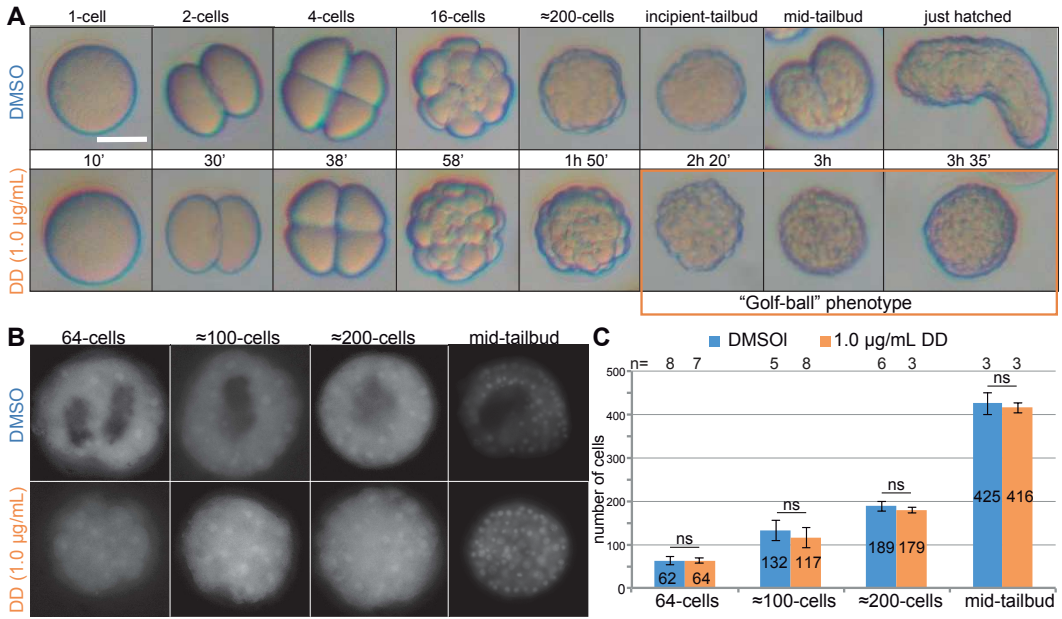 A
1-cell 2-cells 4-cells 16-cells ≈200-cells incipient-tailbud mid-tailbud just hatched
DMSO
10’ 30’ 38’ 58’ 1h 50’ 2h 20’ 3h 3h 35’
DD (1.0 µg/mL)
“Golf-ball” phenotype
B
64-cells ≈100-cells ≈200-cells mid-tailbud
DMSO
DD (1.0 µg/mL)
C
DMSOI 1.0 µg/mL DD
n= 8 7 5 8 6 3 3 3
500
400
300
200
100
0
number of cells
ns ns ns ns
62 64 132 117 189 179 425 416
64-cells ≈100-cells ≈200-cells mid-tailbud